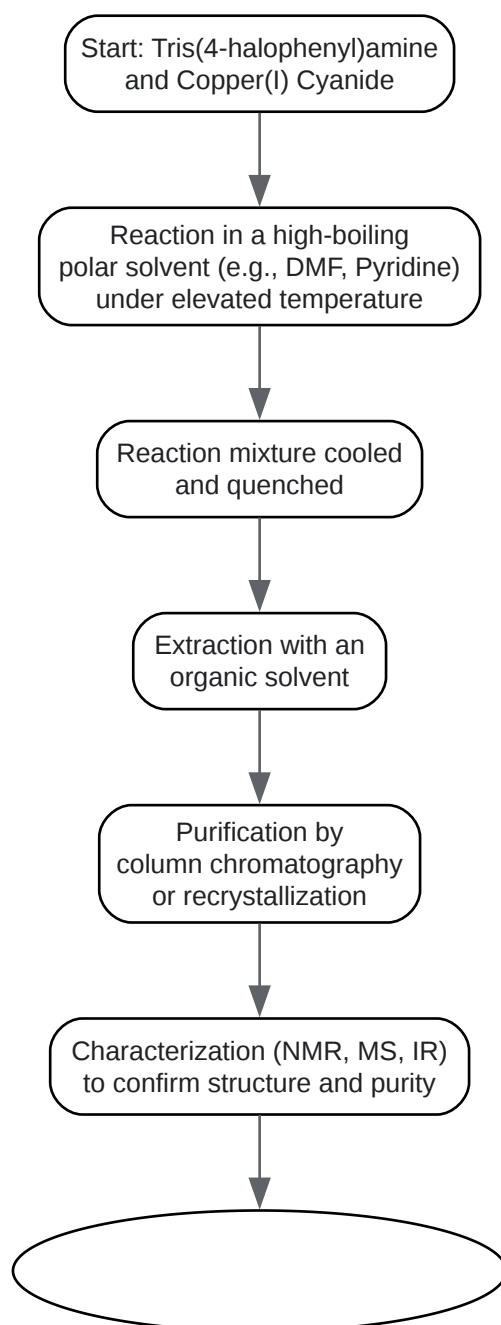 Start: Tris(4-halophenyl)amine
and Copper(I) Cyanide
Reaction in a high-boiling
polar solvent (e.g., DMF, Pyridine)
under elevated temperature
Reaction mixture cooled
and quenched
Extraction with an
organic solvent
Purification by
column chromatography
or recrystallization
Characterization (NMR, MS, IR)
to confirm structure and purity